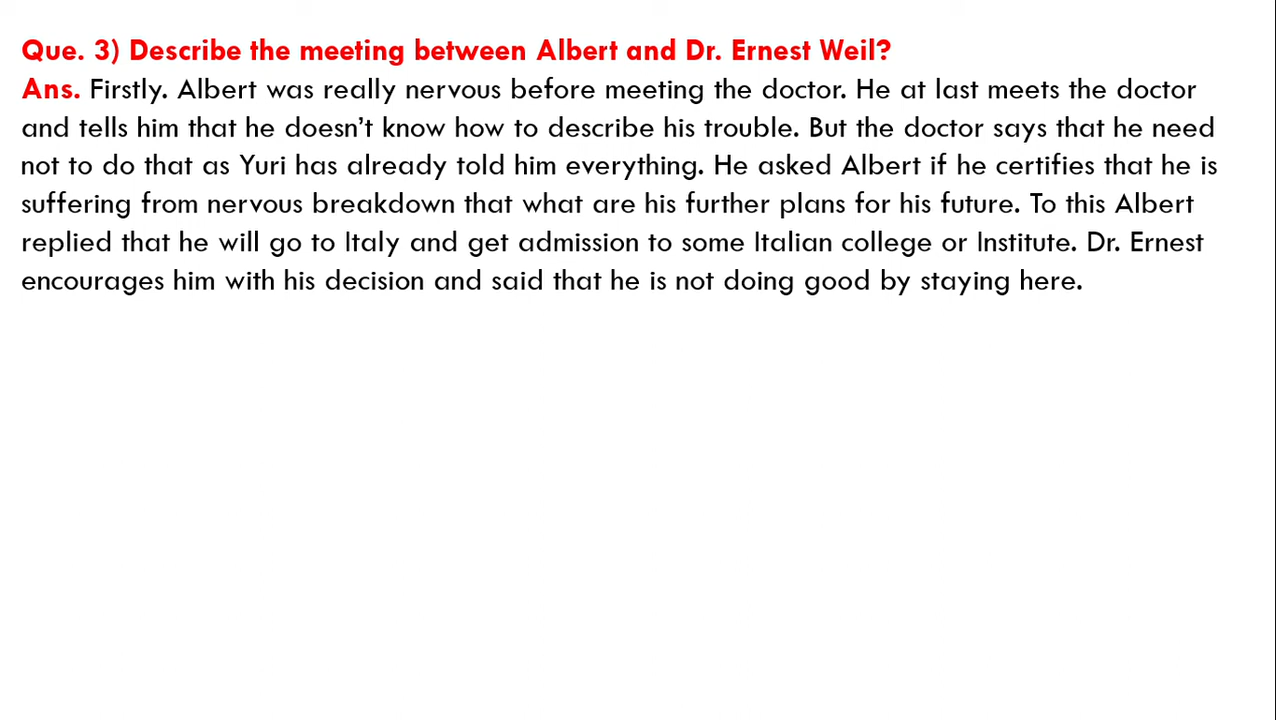 Que. 3) Describe the meeting between Albert and Dr. Ernest Weil?
Ans. Firstly. Albert was really nervous before meeting the doctor. He at last meets the doctor
and tells him that he doesn’t know how to describe his trouble. But the doctor says that he need
not to do that as Yuri has already told him everything. He asked Albert if he certifies that he is
suffering from nervous breakdown that what are his further plans for his future. To this Albert
replied that he will go to Italy and get admission to some Italian college or Institute. Dr. Ernest
encourages him with his decision and said that he is not doing good by staying here.